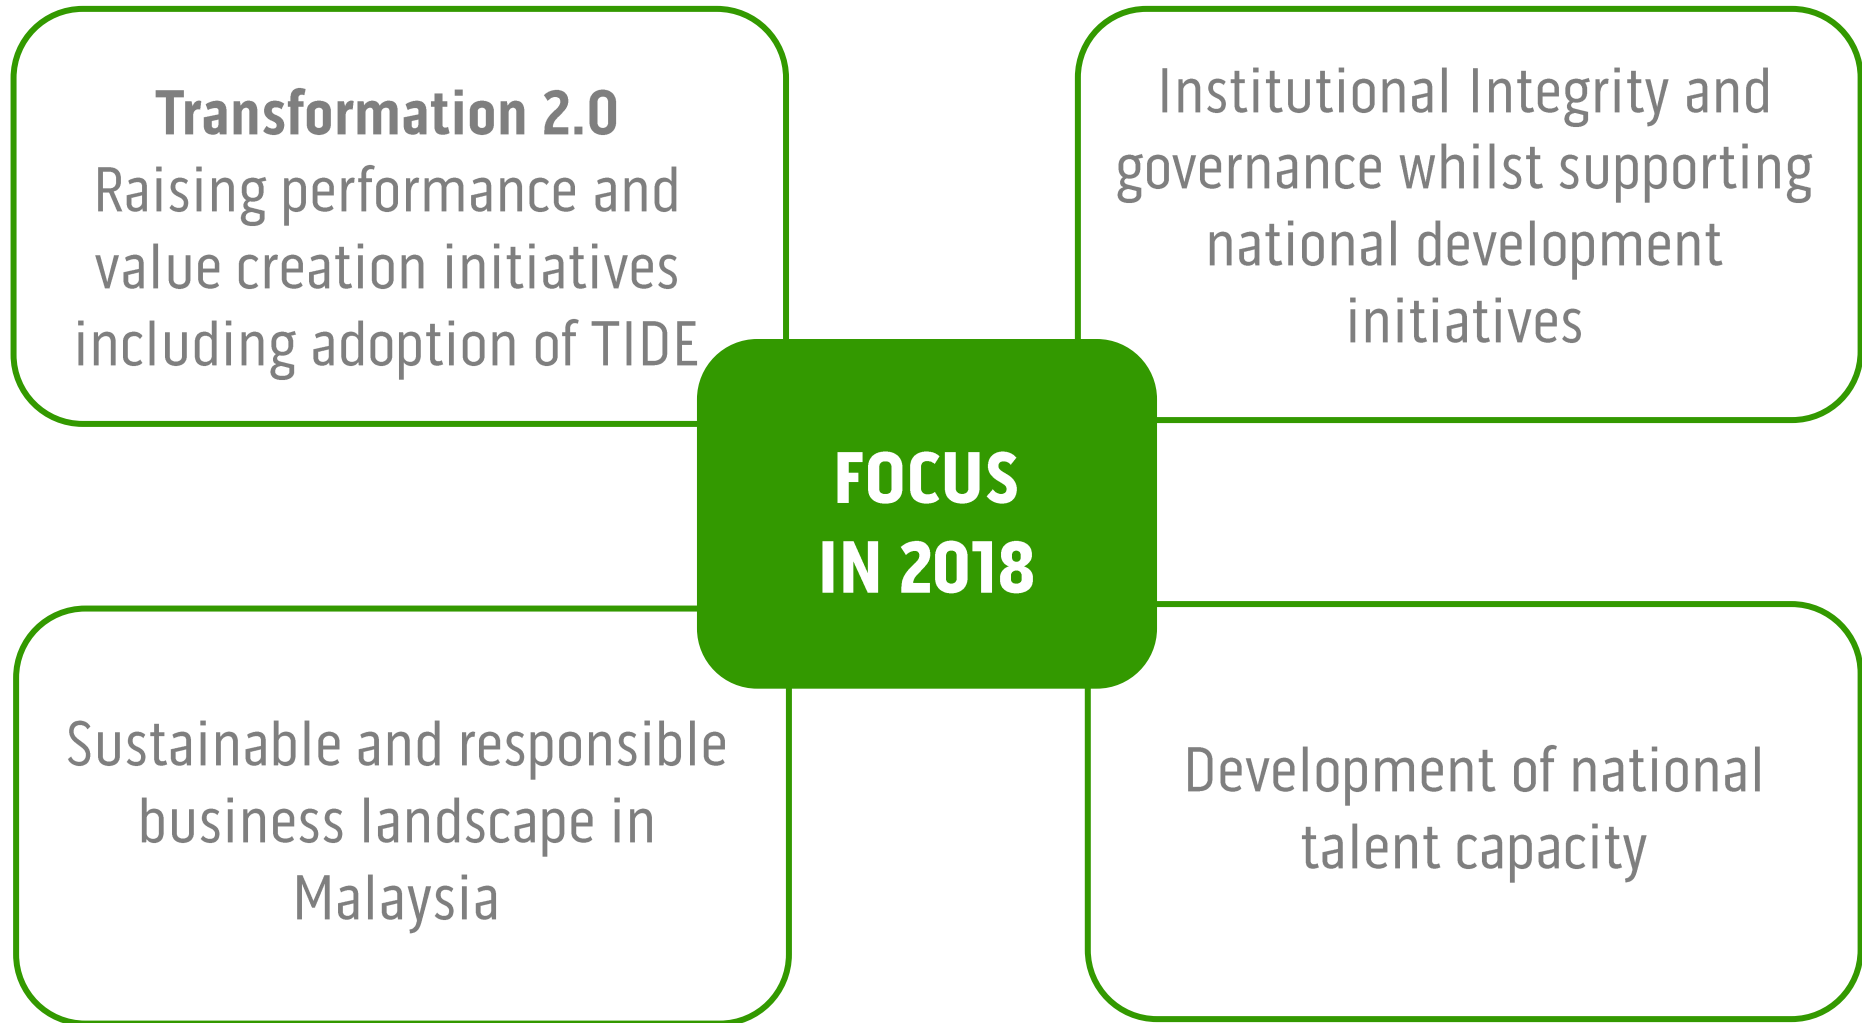 Transformation 2.0
Raising performance and
value creation initiatives
including adoption of TIDE
Institutional Integrity and
governance whilst supporting
national development
initiatives
FOCUS
IN 2018
Sustainable and responsible
business landscape in
Malaysia
Development of national
talent capacity